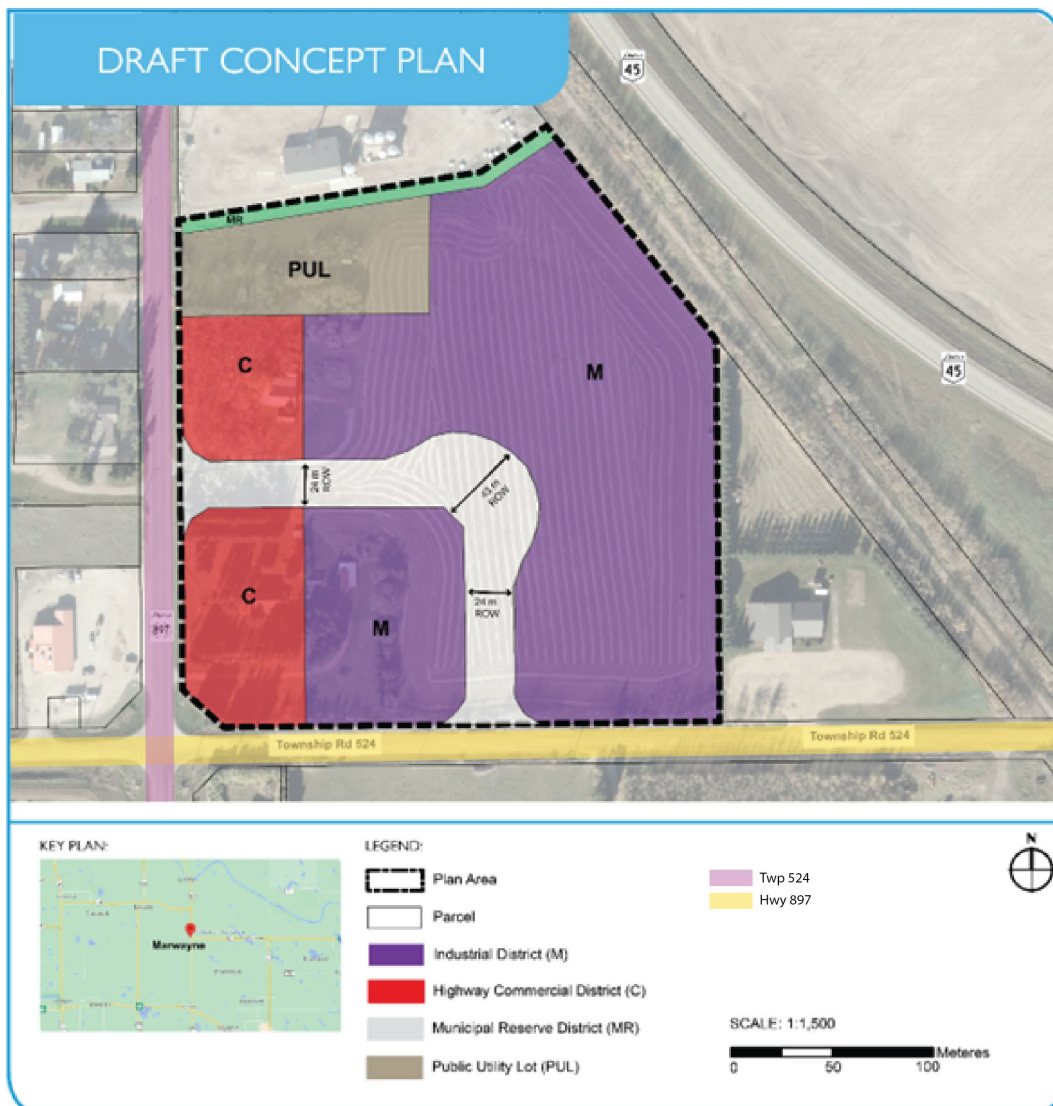 DRAFT CONCEPT PLAN
45
45
MR
PUL
C
M
24 m
ROW
43 m
ROW
C
M
24 m
ROW
897
Township Rd 524
Township Rd 524
KEY PLAN:
Marwayne
LEGEND:
Plan Area
Parcel
Industrial District (M)
Highway Commercial District (C)
Municipal Reserve District (MR)
Public Utility Lot (PUL)
Twp 524
Hwy 897
N
SCALE: 1:1,500
Meteres
0
50
100